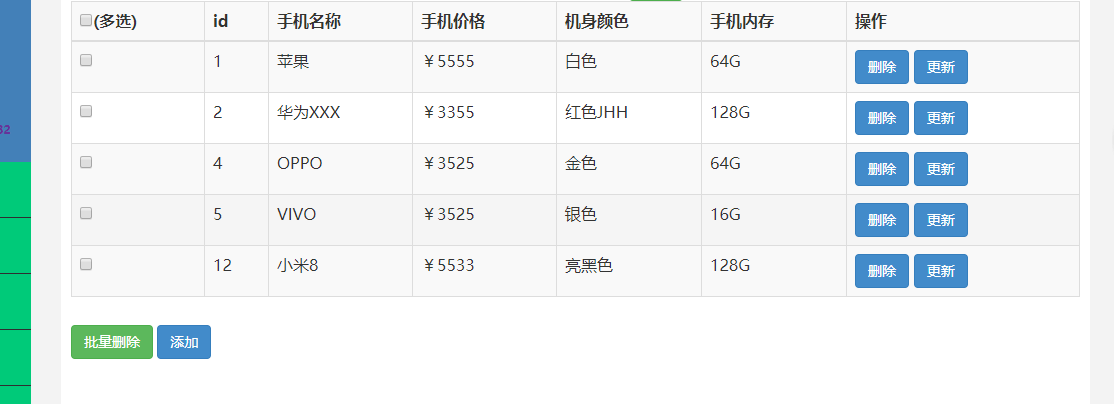 (多选) id 手机名称 手机价格 机身颜色 手机内存 操作
1 苹果 ￥5555 白色 64G 删除 更新
2 华为XXX ￥3355 红色JHH 128G 删除 更新
32
4 OPPO ￥3525 金色 64G 删除 更新
5 VIVO ￥3525 银色 16G 删除 更新
12 小米8 ￥5533 亮黑色 128G 删除 更新
批量删除 添加